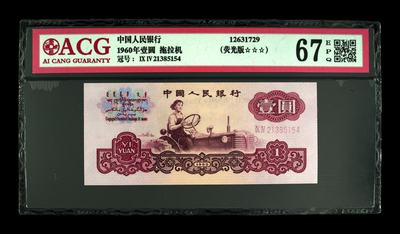 ACG
AI CANG GUARANTY
中国人民银行
1960年壹圆 拖拉机
冠号: IX IV 21385154
12631729
(荧光版☆☆☆)
67 EPQ
中国人民银行
壹圆
IX IV 21385154
YI YUAN
1960
1